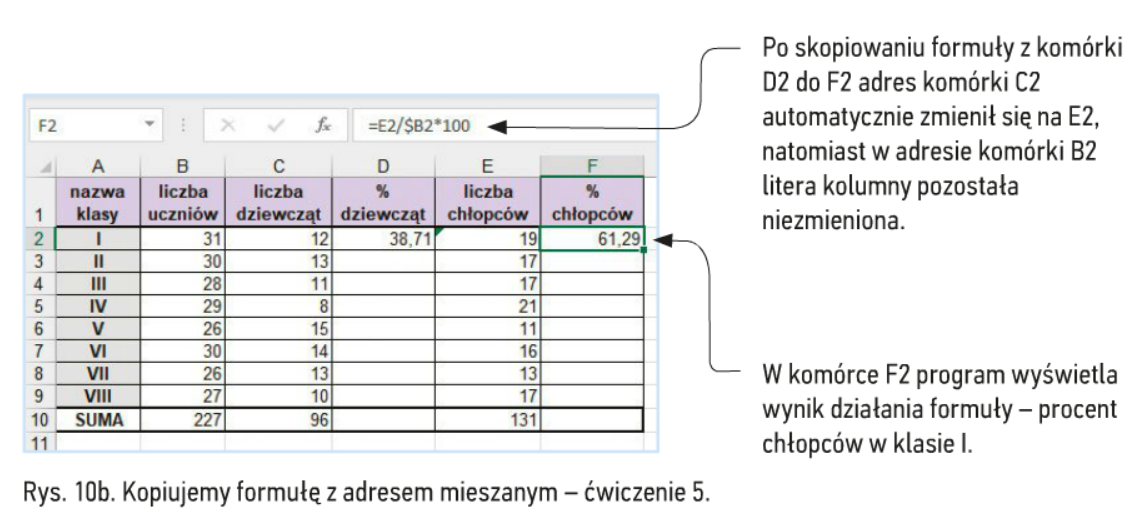 Po skopiowaniu formuły z komórki
D2 do F2 adres komórki C2
automatycznie zmienił się na E2,
natomiast w adresie komórki B2
litera kolumny pozostała
niezmieniona.
F2 fx =E2/$B2*100
A B C D E F
1 nazwa klasy liczba uczniów liczba dziewcząt % dziewcząt liczba chłopców % chłopców
2 I 31 12 38,71 19 61,29
3 II 30 13 17
4 III 28 11 17
5 IV 29 8 21
6 V 26 15 11
7 VI 30 14 16
8 VII 26 13 13
9 VIII 27 10 17
10 SUMA 227 96 131
11
W komórce F2 program wyświetla
wynik działania formuły – procent
chłopców w klasie I.
Rys. 10b. Kopiujemy formułę z adresem mieszanym – ćwiczenie 5.